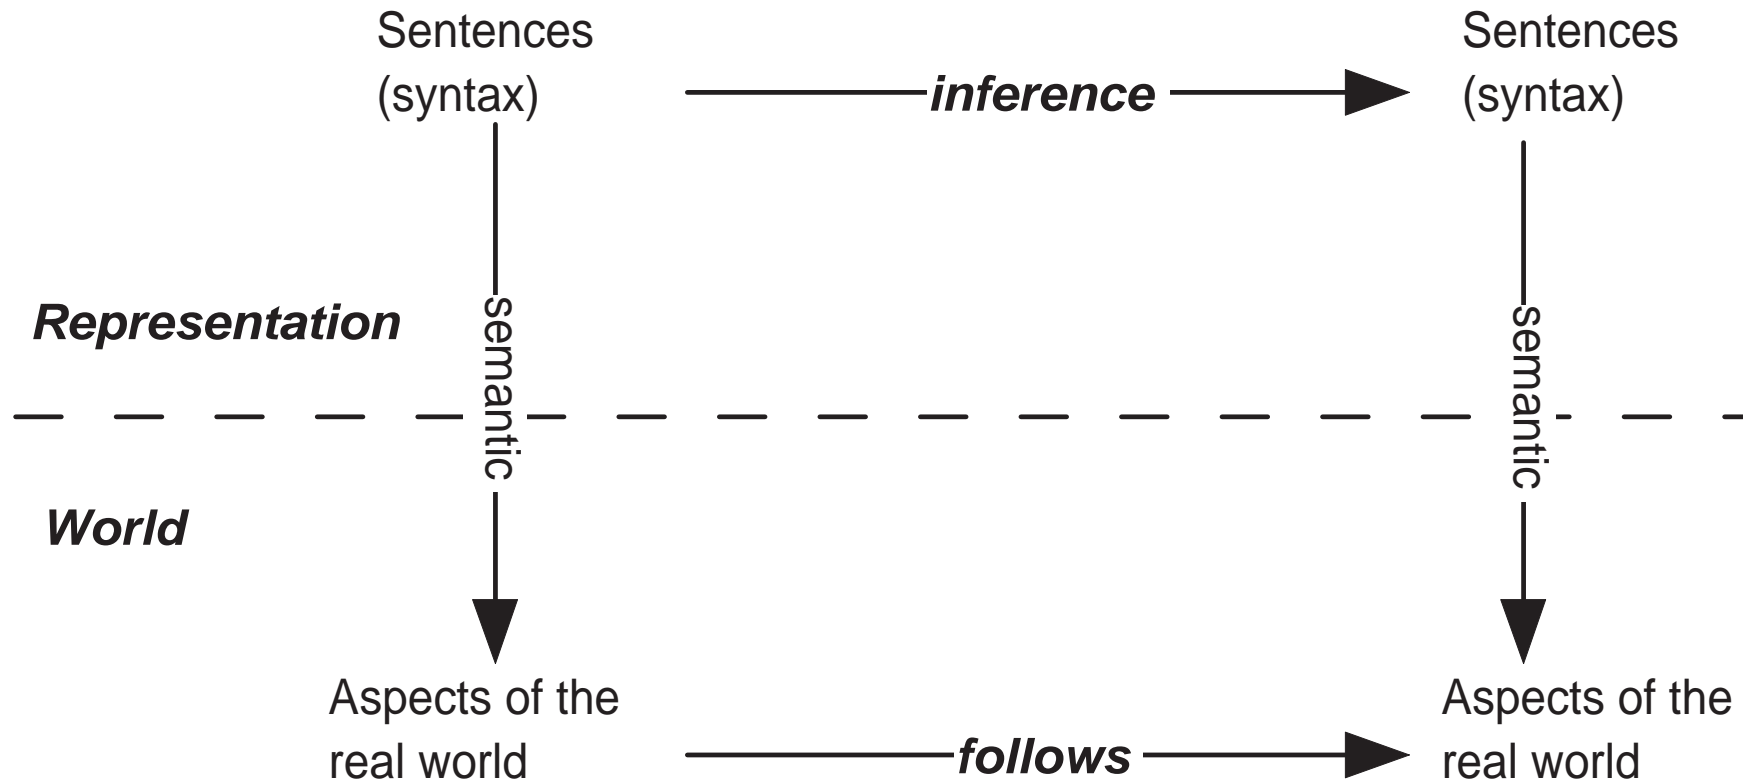 Sentences
(syntax)
inference
Sentences
(syntax)
Representation
semantic
semantic
World
Aspects of the
real world
follows
Aspects of the
real world